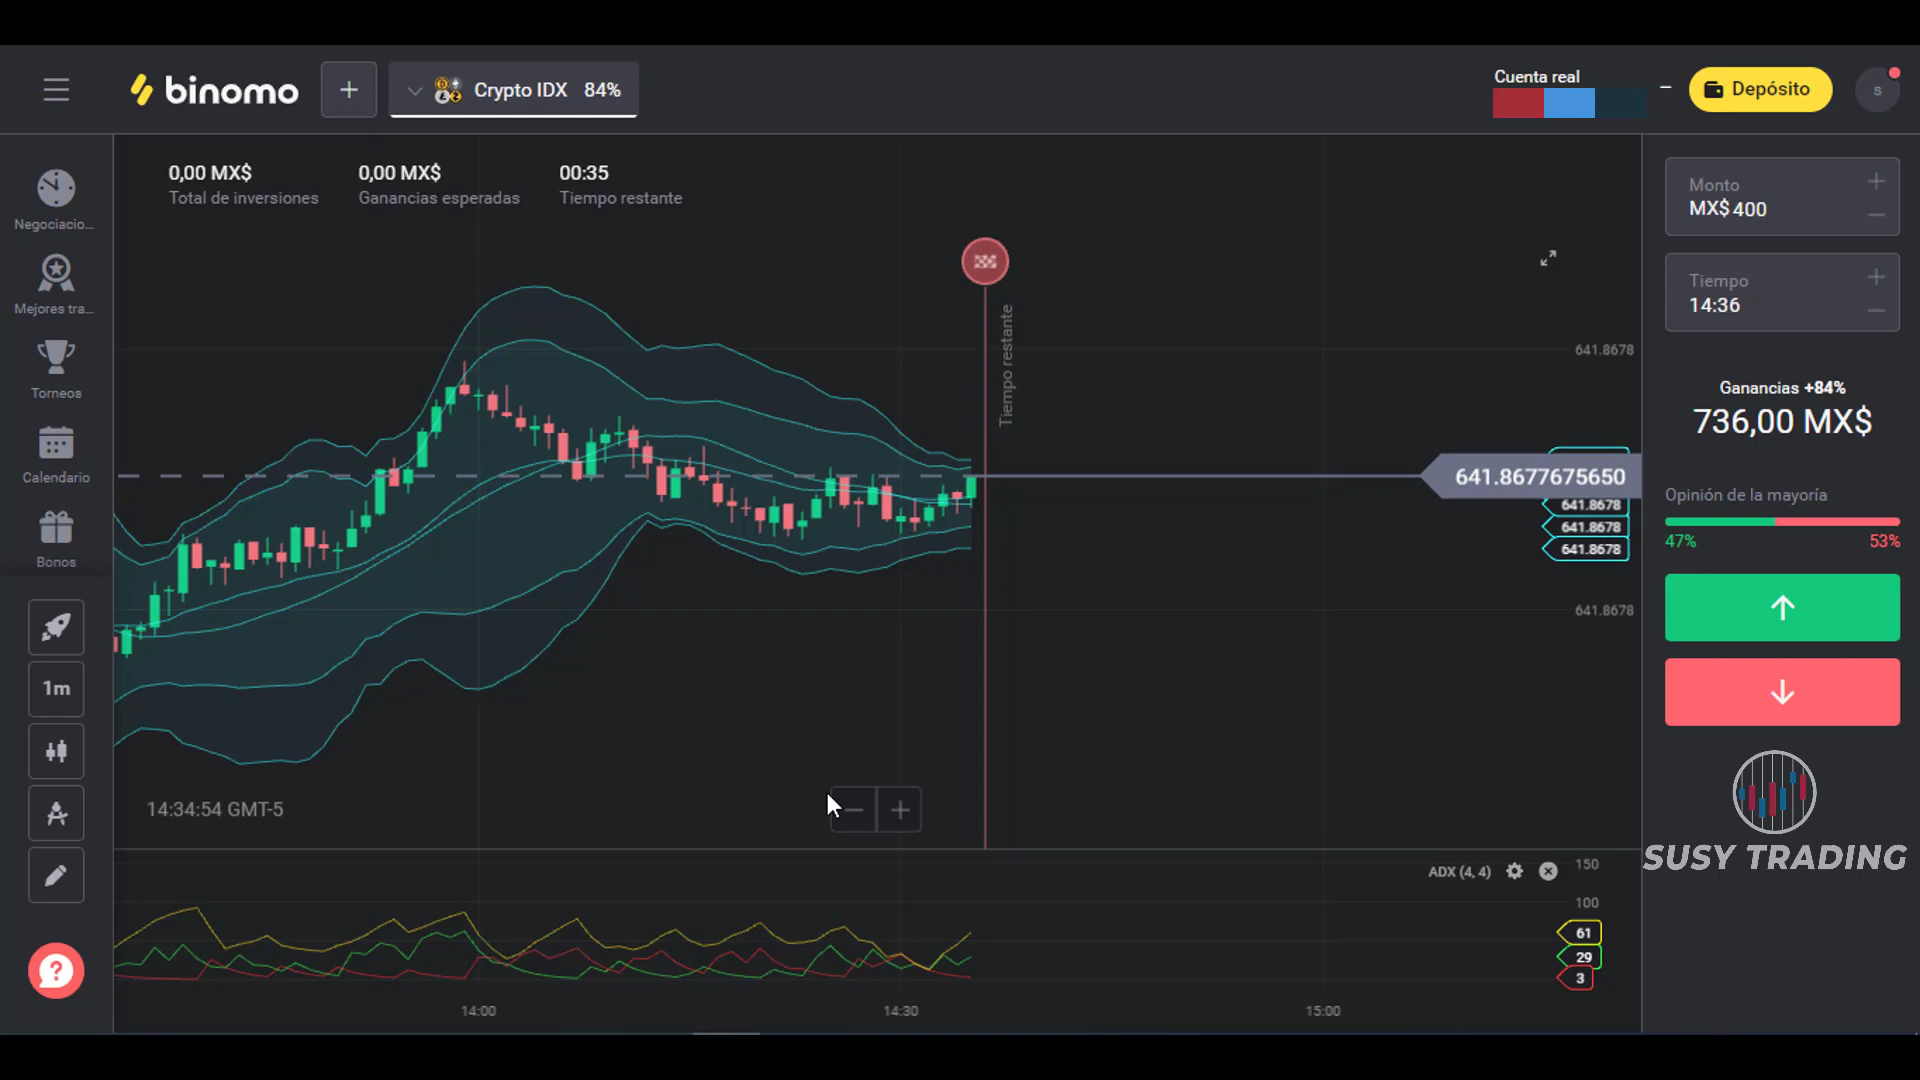 binomo
Crypto IDX 84%
Cuenta real
Depósito
s
Negociacio...
Mejores tra...
Torneos
Calendario
Bonos
1m
0,00 MX$
Total de inversiones
0,00 MX$
Ganancias esperadas
00:35
Tiempo restante
Tiempo restante
641.8678
641.8677675650
641.8678
641.8678
641.8678
641.8678
14:34:54 GMT-5
ADX (4, 4)
150
100
61
29
3
14:00
14:30
15:00
Monto
MX$ 400
Tiempo
14:36
Ganancias +84%
736,00 MX$
Opinión de la mayoría
47%
53%
SUSY TRADING